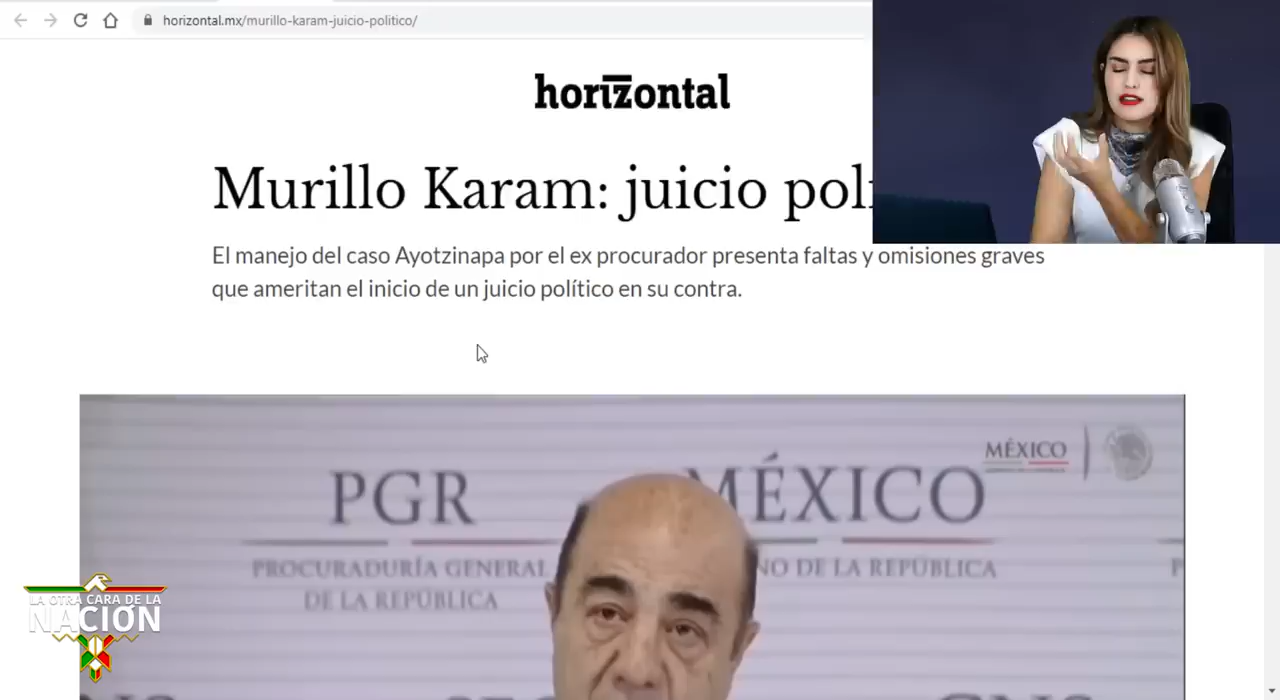 horizontal.mx/murillo-karam-juicio-politico/
horizontal
Murillo Karam: juicio
El manejo del caso Ayotzinapa por el ex procurador presenta faltas y omisiones graves
que ameritan el inicio de un juicio político en su contra.
MÉXICO
PGR MÉXICO
PROCURADURÍA GENERAL NO DE LA REPÚBLICA
DE LA REPÚBLICA
LA OTRA CARA DE LA
NACIÓN